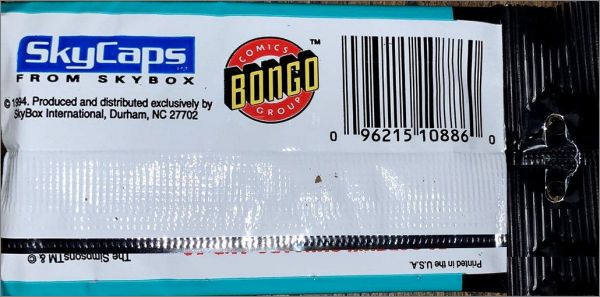 SKYCAPS
FROM SKYBOX
© 1994. Produced and distributed exclusively by
SkyBox International, Durham, NC 27702
COMICS
BONGO
GROUP
TM
0 96215 10886 0
The Simpsons TM & ©
Printed in the U.S.A.